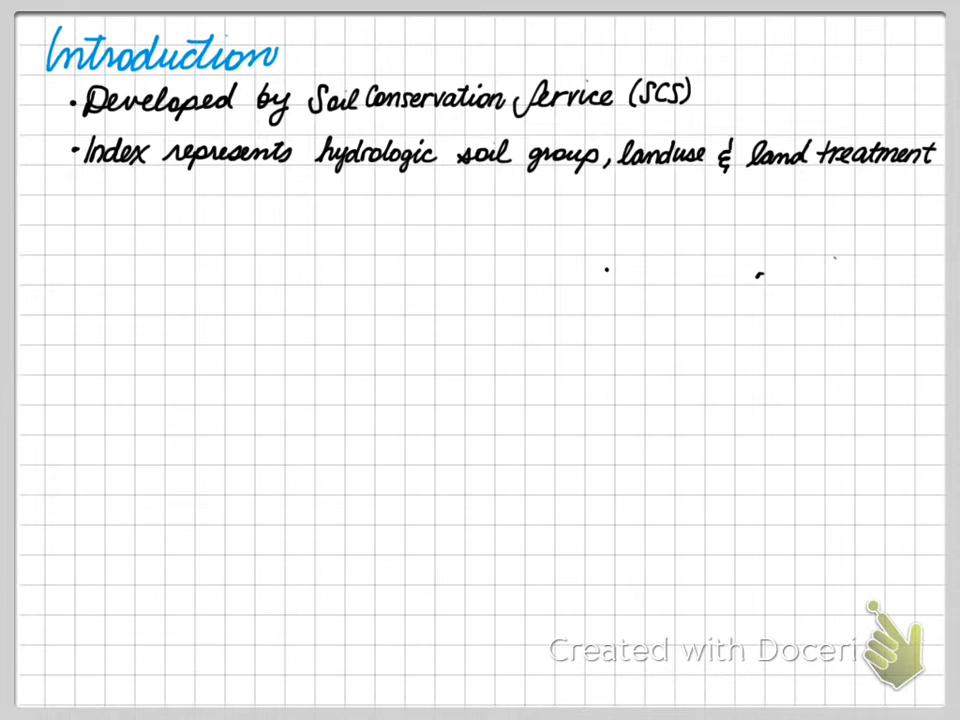 Introduction
• Developed by Soil Conservation Service (SCS)
• Index represents hydrologic soil group, landuse & land treatment
Created with Doceri